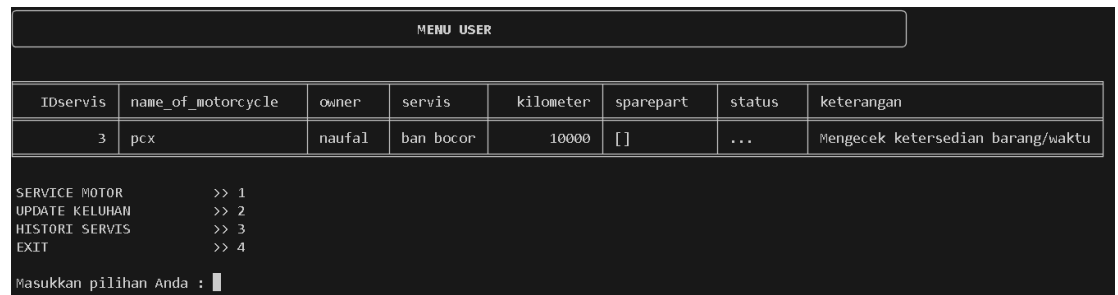 MENU USER
IDservis name_of_motorcycle owner servis kilometer sparepart status keterangan
3 pcx naufal ban bocor 10000 [] ... Mengecek ketersedian barang/waktu
SERVICE MOTOR >> 1
UPDATE KELUHAN >> 2
HISTORI SERVIS >> 3
EXIT >> 4
Masukkan pilihan Anda :